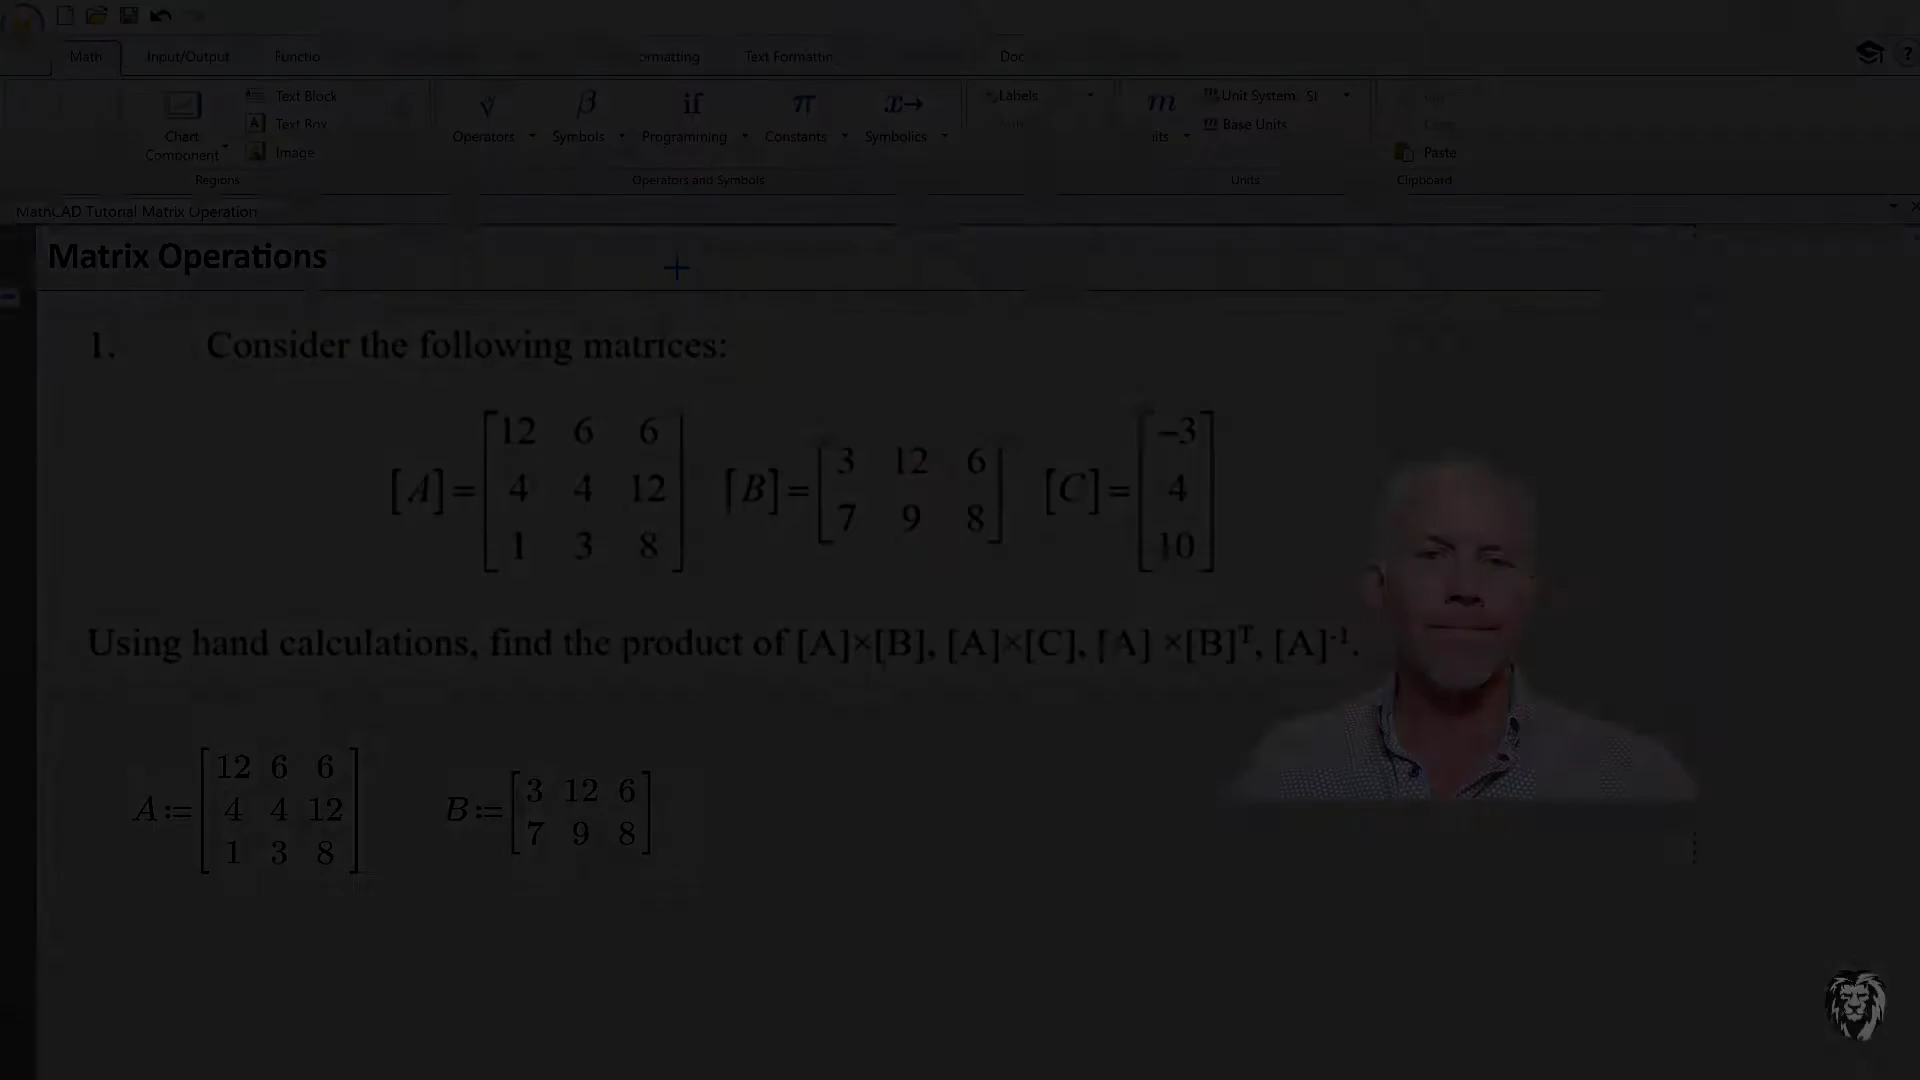 Math Input/Output Functio ormatting Text Formattin Doc ?
Chart Component
Text Block
Text Box
Image
Regions
Operators Symbols if Programming π Constants Symbolics
Operators and Symbols
Labels
its
Unit System: SI
Base Units
Units
Paste
Clipboard
MathCAD Tutorial Matrix Operation
Matrix Operations
1. Consider the following matrices:
[A]=[12 6 6
4 4 12
1 3 8]
[B]=[3 12 6
7 9 8]
[C]=[-3
4
10]
Using hand calculations, find the product of [A]×[B], [A]×[C], [A] ×[B]ᵀ, [A]⁻¹.
A:=[12 6 6
4 4 12
1 3 8]
B:=[3 12 6
7 9 8]